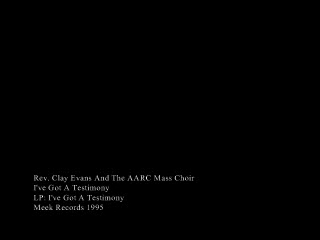 Rev. Clay Evans And The AARC Mass Choir
I've Got A Testimony
LP: I've Got A Testimony
Meek Records 1995